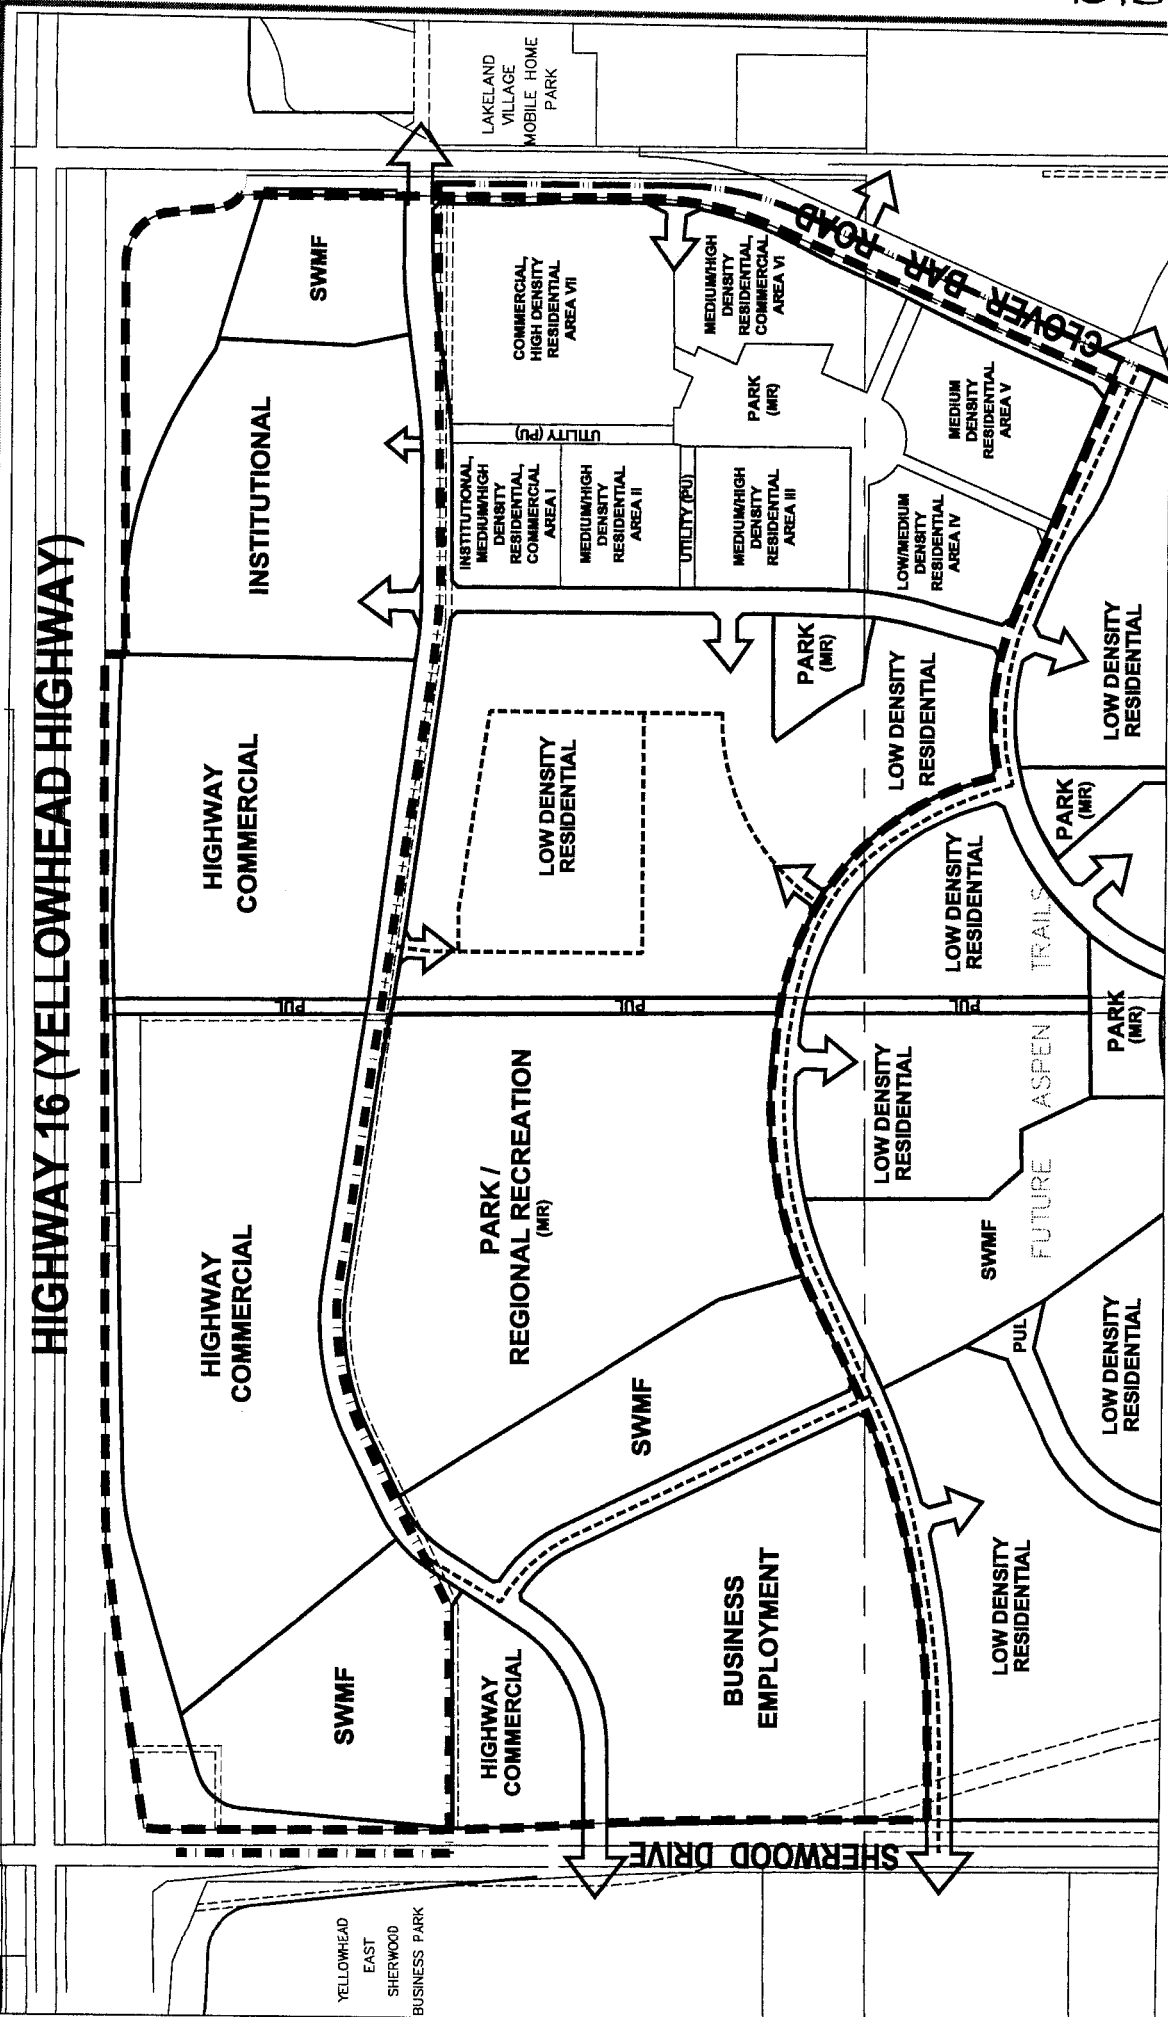 HIGHWAY 16 (YELLOWHEAD HIGHWAY)
YELLOWHEAD
EAST
SHERWOOD
BUSINESS PARK
SHERWOOD DRIVE
SWMF
HIGHWAY
COMMERCIAL
HIGHWAY
COMMERCIAL
HIGHWAY
COMMERCIAL
INSTITUTIONAL
SWMF
LAKELAND
VILLAGE
MOBILE HOME
PARK
BUSINESS
EMPLOYMENT
SWMF
PARK /
REGIONAL RECREATION
(MR)
PUL
PUL
PUL
LOW DENSITY
RESIDENTIAL
INSTITUTIONAL,
MEDIUM/HIGH
DENSITY
RESIDENTIAL,
COMMERCIAL
AREA I
MEDIUM/HIGH
DENSITY
RESIDENTIAL
AREA II
UTILITY (PU)
UTILITY (PU)
COMMERCIAL,
HIGH DENSITY
RESIDENTIAL
AREA VII
MEDIUM/HIGH
DENSITY
RESIDENTIAL
AREA III
PARK
(MR)
MEDIUM/HIGH
DENSITY
RESIDENTIAL,
COMMERCIAL
AREA VI
CLOVER BAR ROAD
PARK
(MR)
LOW DENSITY
RESIDENTIAL
LOW/MEDIUM
DENSITY
RESIDENTIAL
AREA IV
MEDIUM
DENSITY
RESIDENTIAL
AREA V
LOW DENSITY
RESIDENTIAL
LOW DENSITY
RESIDENTIAL
SWMF
FUTURE ASPEN TRAILS
PUL
LOW DENSITY
RESIDENTIAL
LOW DENSITY
RESIDENTIAL
PARK
(MR)
PARK
(MR)
LOW DENSITY
RESIDENTIAL